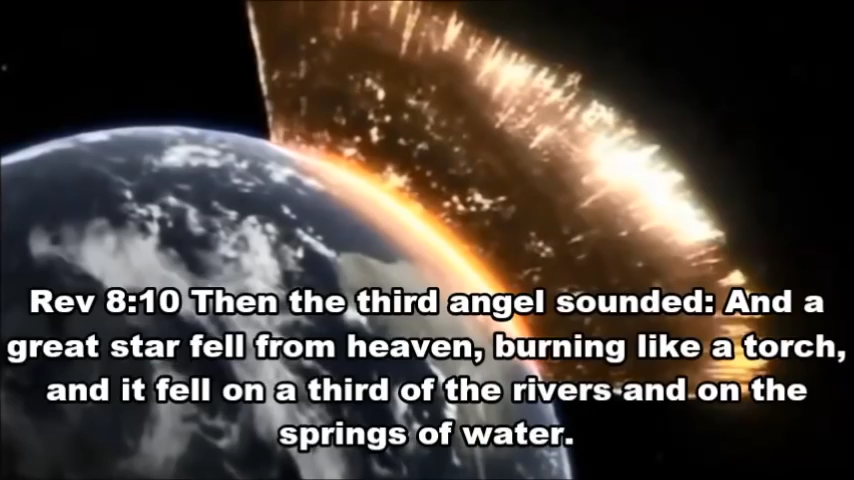 Rev 8:10 Then the third angel sounded: And a
great star fell from heaven, burning like a torch,
and it fell on a third of the rivers and on the
springs of water.